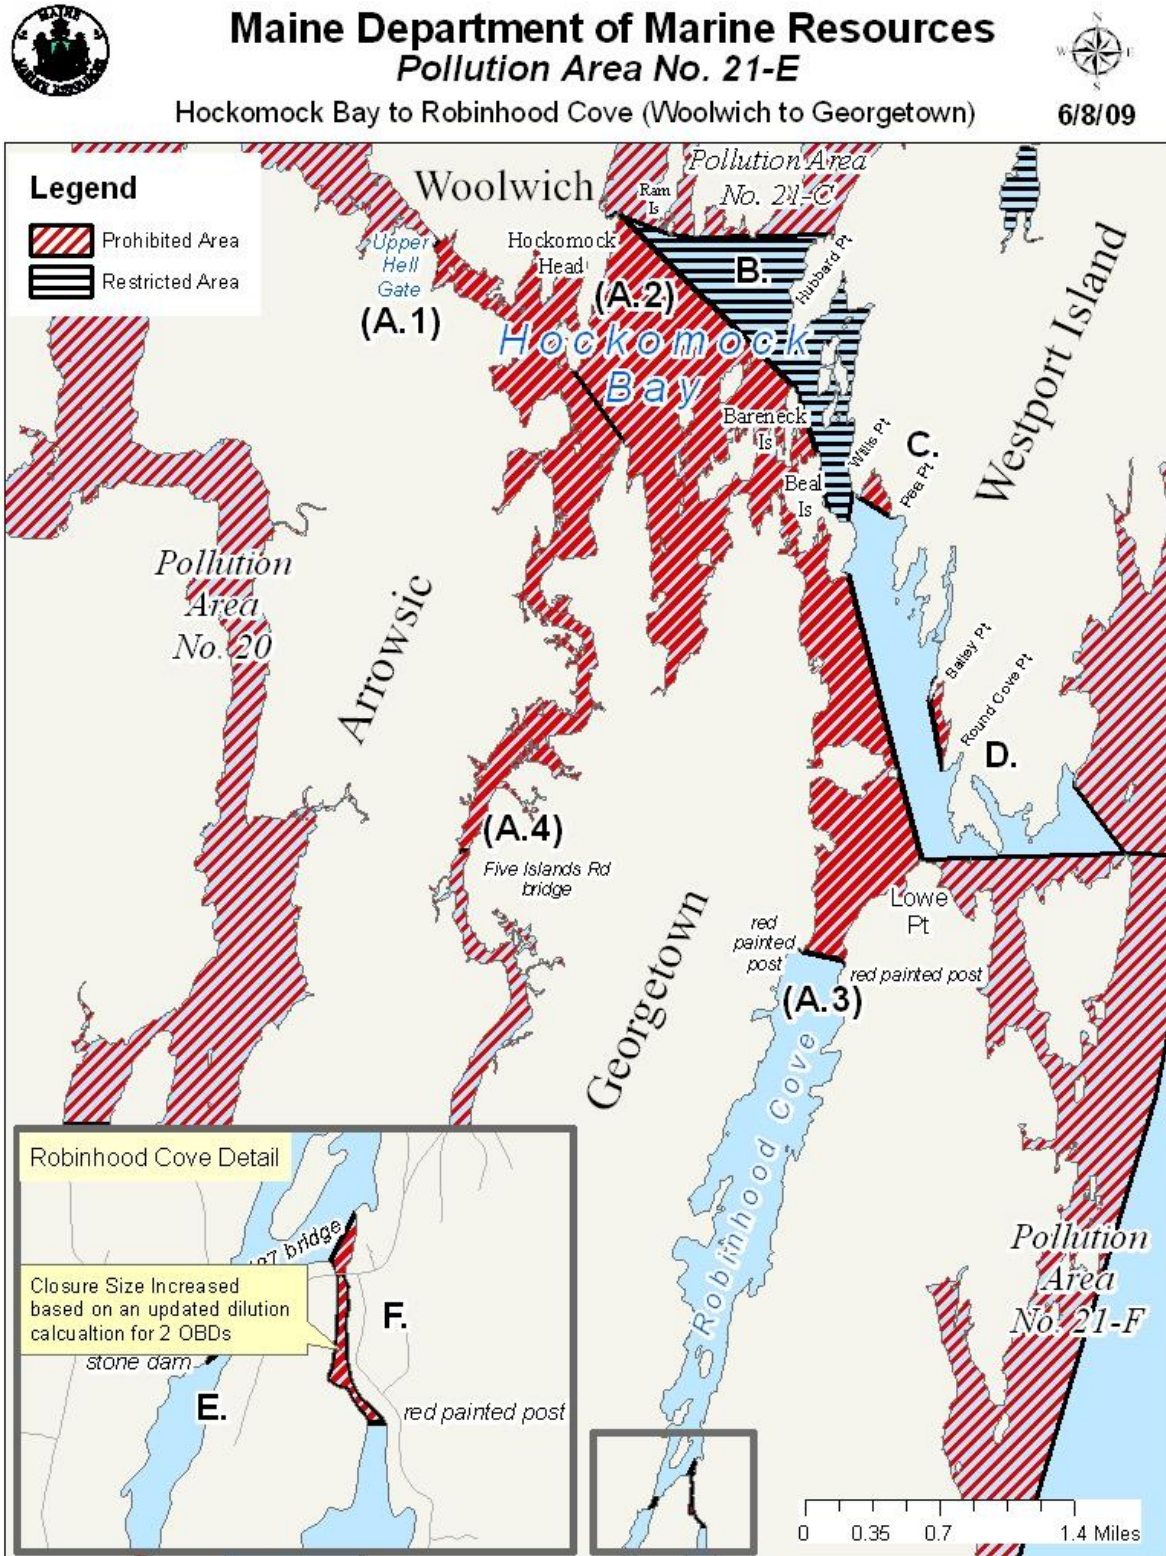 Maine Department of Marine Resources
Pollution Area No. 21-E
Hockomock Bay to Robinhood Cove (Woolwich to Georgetown)
6/8/09
MAINE
MARINE RESOURCES
N
W
E
S
Legend
Prohibited Area
Restricted Area
Woolwich
Pollution Area
No. 21-C
Ram
Is
Upper
Hell
Gate
(A.1)
Hockomock
Head
(A.2)
B.
Hubbard Pt
Hockomock
Bay
Westport Island
Bareneck
Is
Willis Pt
C.
Pea Pt
Beal
Is
Pollution
Area
No. 20
Arrowsic
Bailey Pt
Round Cove Pt
D.
(A.4)
Five Islands Rd
bridge
Lowe
Pt
Georgetown
red
painted
post
red painted post
(A.3)
Robinhood Cove
Pollution
Area
No. 21-F
Robinhood Cove Detail
bridge
Closure Size Increased
based on an updated dilution
calcualtion for 2 OBDs
F.
stone dam
E.
red painted post
0 0.35 0.7 1.4 Miles